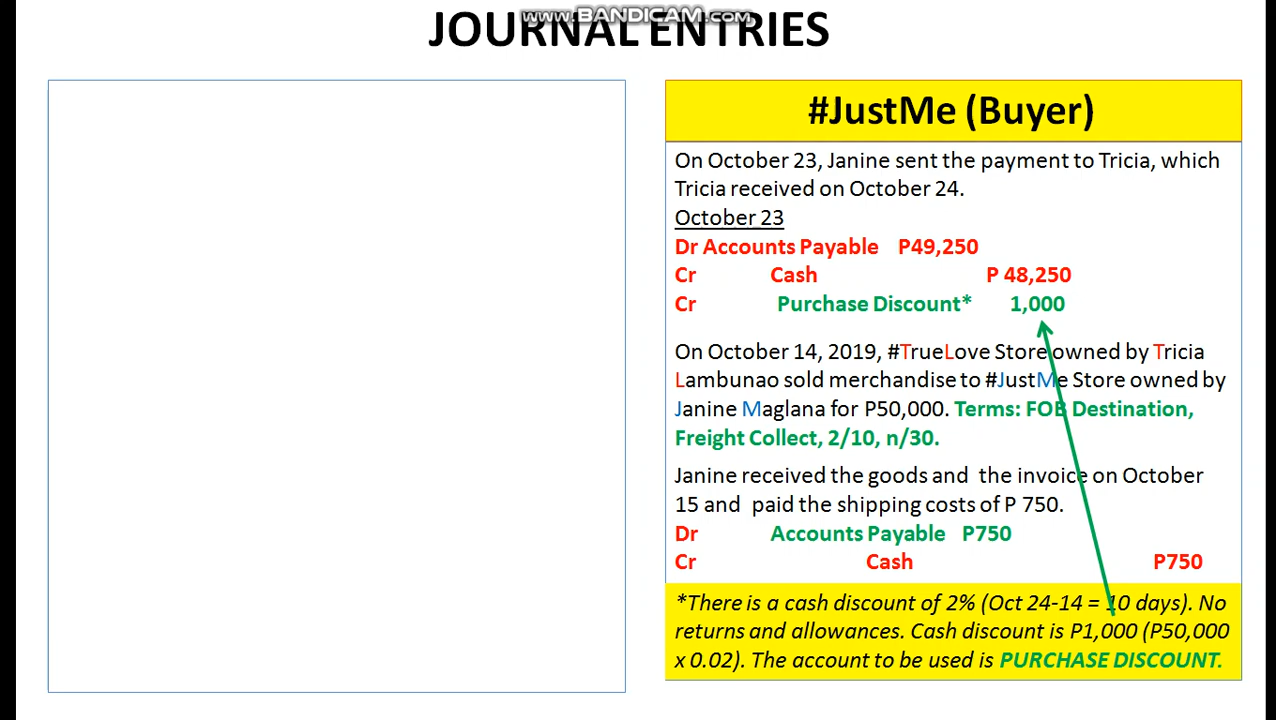 www.BANDICAM.com
JOURNAL ENTRIES
#JustMe (Buyer)
On October 23, Janine sent the payment to Tricia, which
Tricia received on October 24.
October 23
Dr Accounts Payable P49,250
Cr Cash P 48,250
Cr Purchase Discount* 1,000
On October 14, 2019, #TrueLove Store owned by Tricia
Lambunao sold merchandise to #JustMe Store owned by
Janine Maglana for P50,000. Terms: FOB Destination,
Freight Collect, 2/10, n/30.
Janine received the goods and the invoice on October
15 and paid the shipping costs of P 750.
Dr Accounts Payable P750
Cr Cash P750
*There is a cash discount of 2% (Oct 24-14 = 10 days). No
returns and allowances. Cash discount is P1,000 (P50,000
x 0.02). The account to be used is PURCHASE DISCOUNT.